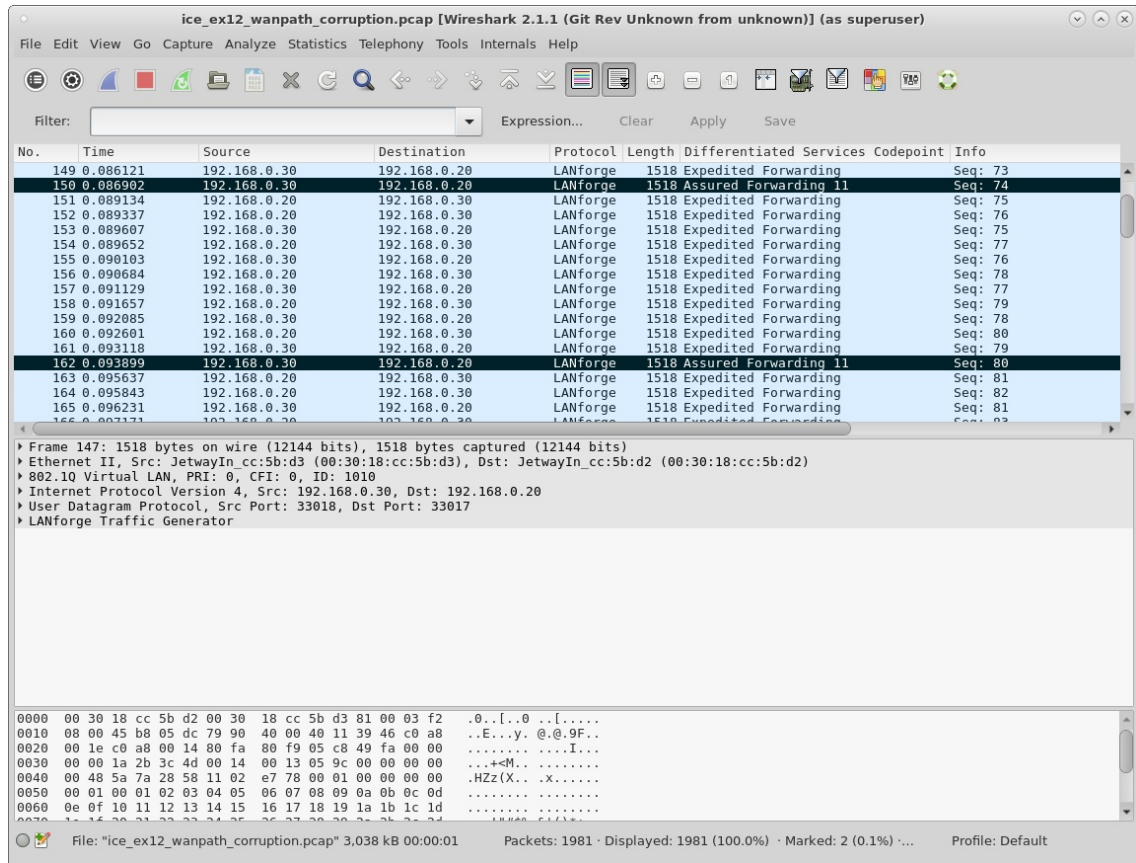 ice_ex12_wanpath_corruption.pcap [Wireshark 2.1.1 (Git Rev Unknown from unknown)] (as superuser)
File Edit View Go Capture Analyze Statistics Telephony Tools Internals Help
Filter: Expression... Clear Apply Save
No. Time Source Destination Protocol Length Differentiated Services Codepoint Info
149 0.086121 192.168.0.30 192.168.0.20 LANforge 1518 Expedited Forwarding Seq: 73
150 0.086902 192.168.0.30 192.168.0.20 LANforge 1518 Assured Forwarding 11 Seq: 74
151 0.089134 192.168.0.20 192.168.0.30 LANforge 1518 Expedited Forwarding Seq: 75
152 0.089337 192.168.0.20 192.168.0.30 LANforge 1518 Expedited Forwarding Seq: 76
153 0.089607 192.168.0.30 192.168.0.20 LANforge 1518 Expedited Forwarding Seq: 75
154 0.089652 192.168.0.20 192.168.0.30 LANforge 1518 Expedited Forwarding Seq: 77
155 0.090103 192.168.0.30 192.168.0.20 LANforge 1518 Expedited Forwarding Seq: 76
156 0.090684 192.168.0.20 192.168.0.30 LANforge 1518 Expedited Forwarding Seq: 78
157 0.091129 192.168.0.30 192.168.0.20 LANforge 1518 Expedited Forwarding Seq: 77
158 0.091657 192.168.0.20 192.168.0.30 LANforge 1518 Expedited Forwarding Seq: 79
159 0.092085 192.168.0.30 192.168.0.20 LANforge 1518 Expedited Forwarding Seq: 78
160 0.092601 192.168.0.20 192.168.0.30 LANforge 1518 Expedited Forwarding Seq: 80
161 0.093118 192.168.0.30 192.168.0.20 LANforge 1518 Expedited Forwarding Seq: 79
162 0.093899 192.168.0.30 192.168.0.20 LANforge 1518 Assured Forwarding 11 Seq: 80
163 0.095637 192.168.0.20 192.168.0.30 LANforge 1518 Expedited Forwarding Seq: 81
164 0.095843 192.168.0.20 192.168.0.30 LANforge 1518 Expedited Forwarding Seq: 82
165 0.096231 192.168.0.30 192.168.0.20 LANforge 1518 Expedited Forwarding Seq: 81
Frame 147: 1518 bytes on wire (12144 bits), 1518 bytes captured (12144 bits)
Ethernet II, Src: JetwayIn_cc:5b:d3 (00:30:18:cc:5b:d3), Dst: JetwayIn_cc:5b:d2 (00:30:18:cc:5b:d2)
802.1Q Virtual LAN, PRI: 0, CFI: 0, ID: 1010
Internet Protocol Version 4, Src: 192.168.0.30, Dst: 192.168.0.20
User Datagram Protocol, Src Port: 33018, Dst Port: 33017
LANforge Traffic Generator
0000 00 30 18 cc 5b d2 00 30 18 cc 5b d3 81 00 03 f2 .0..[..0 ..[.....
0010 08 00 45 b8 05 dc 79 90 40 00 40 11 39 46 c0 a8 ..E...y. @.@.9F..
0020 00 1e c0 a8 00 14 80 fa 80 f9 05 c8 49 fa 00 00 ........ ....I...
0030 00 00 1a 2b 3c 4d 00 14 00 13 05 9c 00 00 00 00 ...+<M.. ........
0040 00 48 5a 7a 28 58 11 02 e7 78 00 01 00 00 00 00 .HZz(X.. .x......
0050 00 01 00 01 02 03 04 05 06 07 08 09 0a 0b 0c 0d ........ ........
0060 0e 0f 10 11 12 13 14 15 16 17 18 19 1a 1b 1c 1d ........ ........
File: "ice_ex12_wanpath_corruption.pcap" 3,038 kB 00:00:01 Packets: 1981 · Displayed: 1981 (100.0%) · Marked: 2 (0.1%) ·... Profile: Default